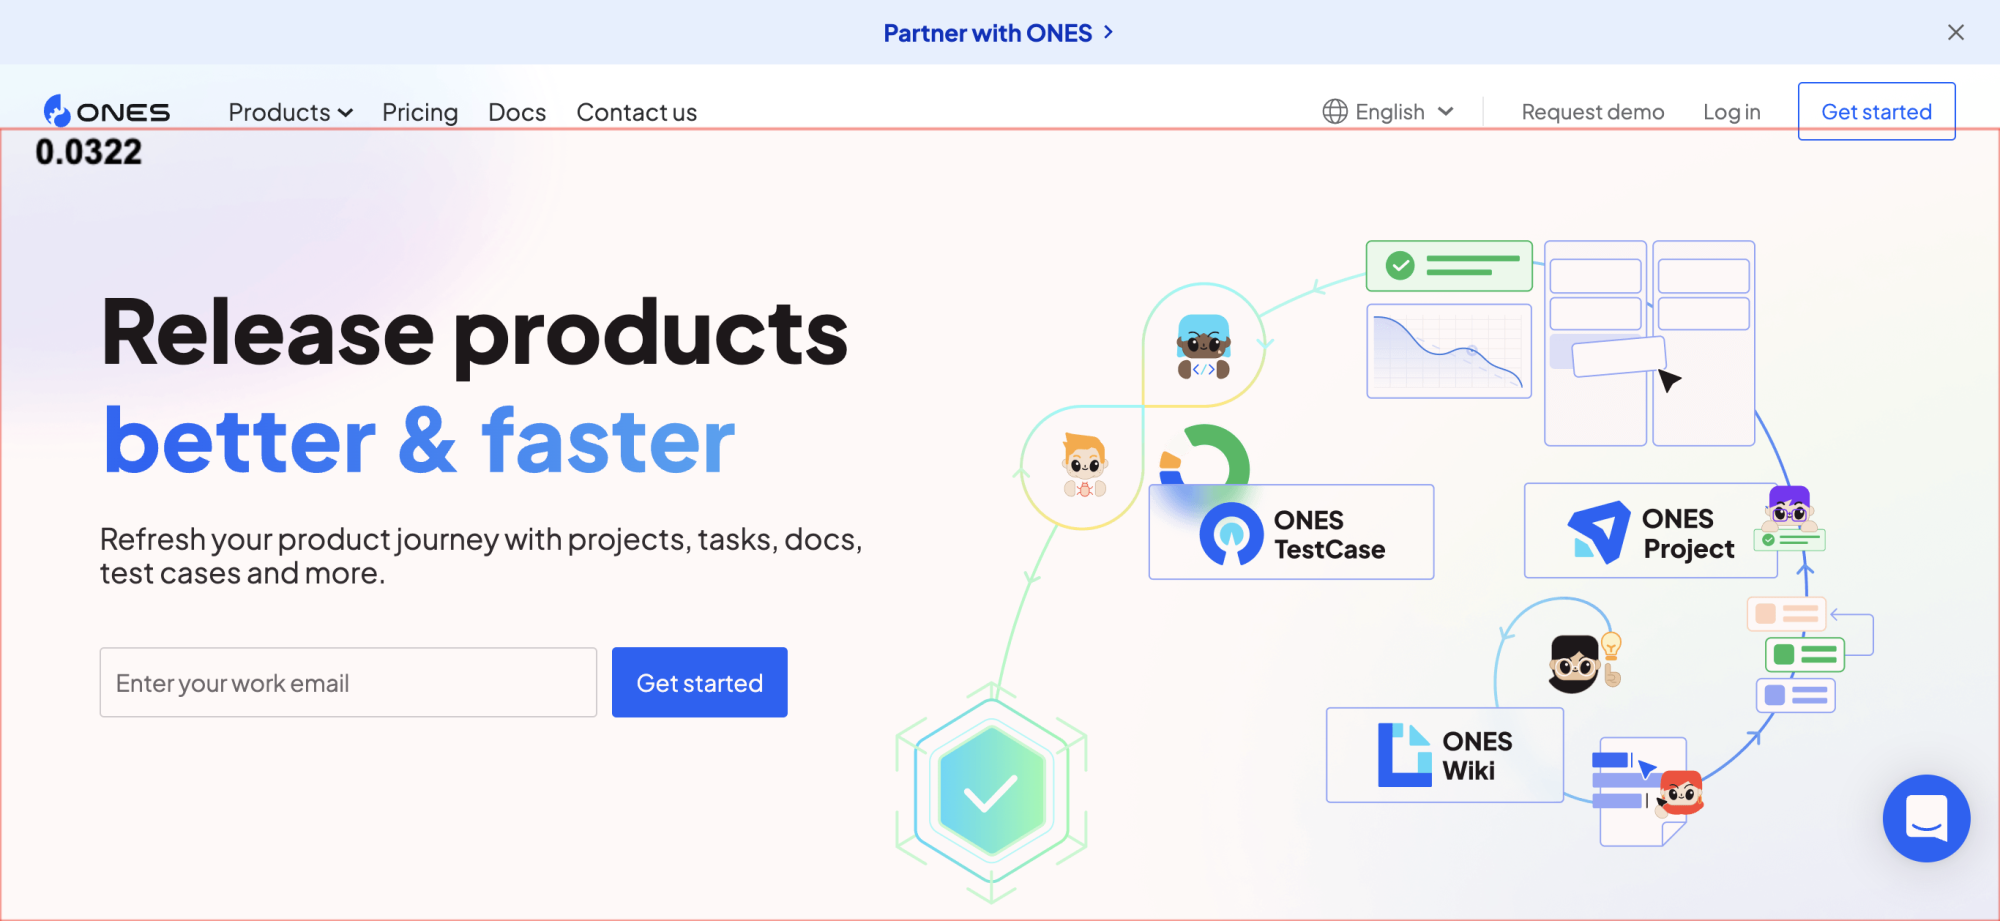 Partner with ONES
ONES
Products
Pricing
Docs
Contact us
English
Request demo
Log in
Get started
0.0322
Release products
better & faster
Refresh your product journey with projects, tasks, docs,
test cases and more.
Enter your work email
Get started
</>
ONES
TestCase
ONES
Project
ONES
Wiki